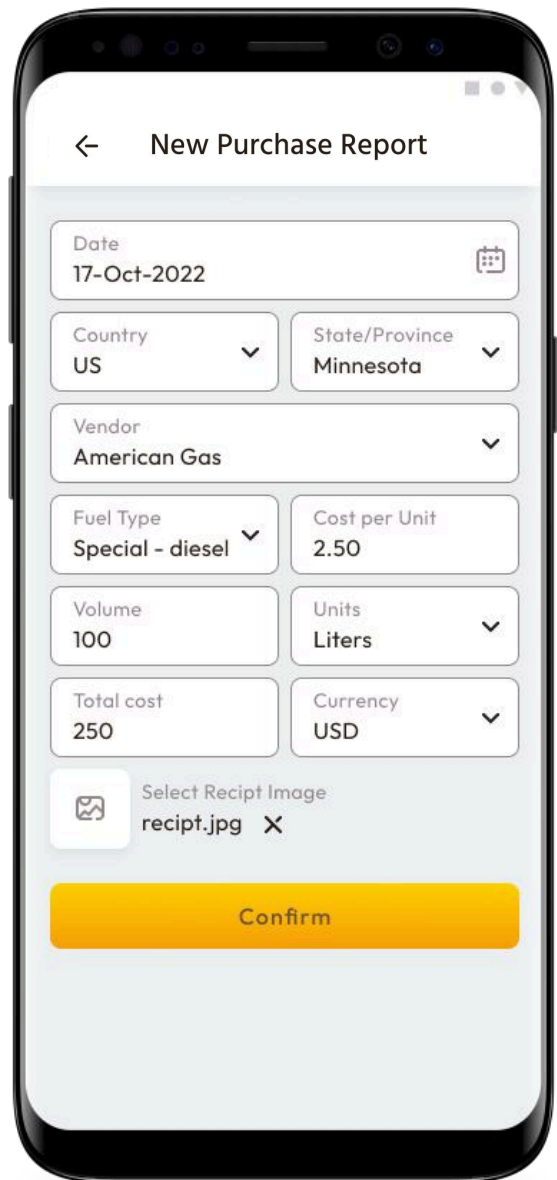 New Purchase Report
Date
17-Oct-2022
Country
US
State/Province
Minnesota
Vendor
American Gas
Fuel Type
Special - diesel
Cost per Unit
2.50
Volume
100
Units
Liters
Total cost
250
Currency
USD
Select Recipt Image
recipt.jpg
Confirm